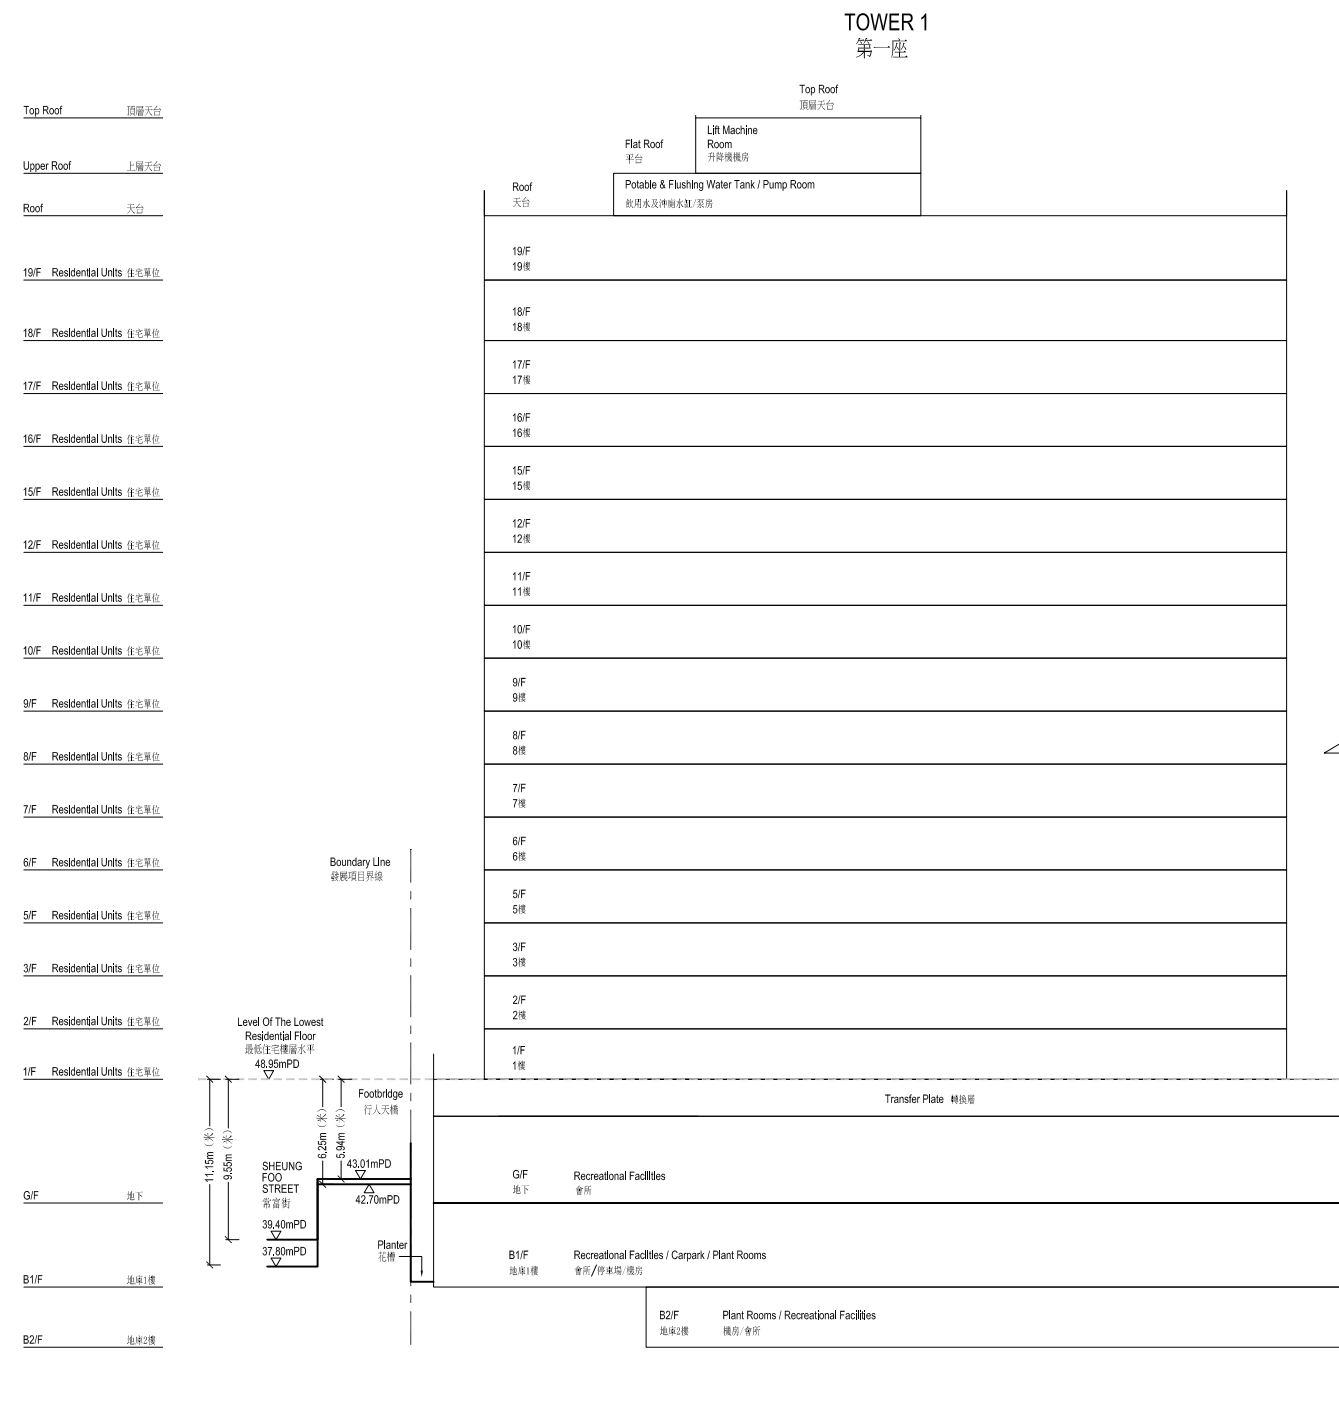 TOWER 1
第一座
Top Roof 頂層天台
Upper Roof 上層天台
Roof 天台
19/F Residential Units 住宅單位
18/F Residential Units 住宅單位
17/F Residential Units 住宅單位
16/F Residential Units 住宅單位
15/F Residential Units 住宅單位
12/F Residential Units 住宅單位
11/F Residential Units 住宅單位
10/F Residential Units 住宅單位
9/F Residential Units 住宅單位
8/F Residential Units 住宅單位
7/F Residential Units 住宅單位
6/F Residential Units 住宅單位
5/F Residential Units 住宅單位
3/F Residential Units 住宅單位
2/F Residential Units 住宅單位
1/F Residential Units 住宅單位
G/F 地下
B1/F 地庫1樓
B2/F 地庫2樓
Top Roof
頂層天台
Lift Machine
Room
升降機機房
Flat Roof
平台
Potable & Flushing Water Tank / Pump Room
飲用水及沖廁水缸/泵房
Roof
天台
19/F
19樓
18/F
18樓
17/F
17樓
16/F
16樓
15/F
15樓
12/F
12樓
11/F
11樓
10/F
10樓
9/F
9樓
8/F
8樓
7/F
7樓
6/F
6樓
5/F
5樓
3/F
3樓
2/F
2樓
1/F
1樓
Boundary Line
發展項目界線
Level Of The Lowest
Residential Floor
最低住宅樓層水平
48.95mPD
Footbridge
行人天橋
11.15m (米)
9.55m (米)
6.25m (米)
5.94m (米)
SHEUNG
FOO
STREET
常富街
43.01mPD
42.70mPD
39.40mPD
37.80mPD
Planter
花槽
Transfer Plate 轉換層
G/F Recreational Facilities
地下 會所
B1/F Recreational Facilities / Carpark / Plant Rooms
地庫1樓 會所/停車場/機房
B2/F Plant Rooms / Recreational Facilities
地庫2樓 機房/會所